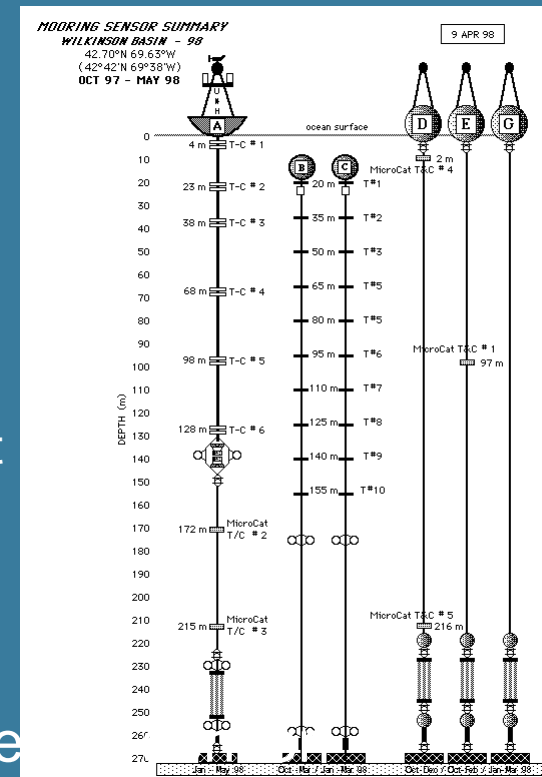 MOORING SENSOR SUMMARY
WILKINSON BASIN - 98
42.70°N 69.63°W
(42°42'N 69°38'W)
OCT 97 - MAY 98
9 APR 98
U N H
A
B
C
D
E
G
ocean surface
DEPTH (m)
0
10
20
30
40
50
60
70
80
90
100
110
120
130
140
150
160
170
180
190
200
210
220
230
240
250
4 m T-C # 1
23 m T-C # 2
38 m T-C # 3
68 m T-C # 4
98 m T-C # 5
128 m T-C # 6
172 m MicroCat
T/C # 2
215 m MicroCat
T/C # 3
20 m T#1
35 m T#2
50 m T#3
65 m T#5
80 m T#5
95 m T#6
110 m T#7
125 m T#8
140 m T#9
155 m T#10
2 m
MicroCat T&C # 4
MicroCat T&C # 1
97 m
MicroCat T&C # 5
216 m
Jan - May 98
Oct - Mar / Jan - Mar 98
Oct-Dec / Oct-Feb / Jan-Mar 98